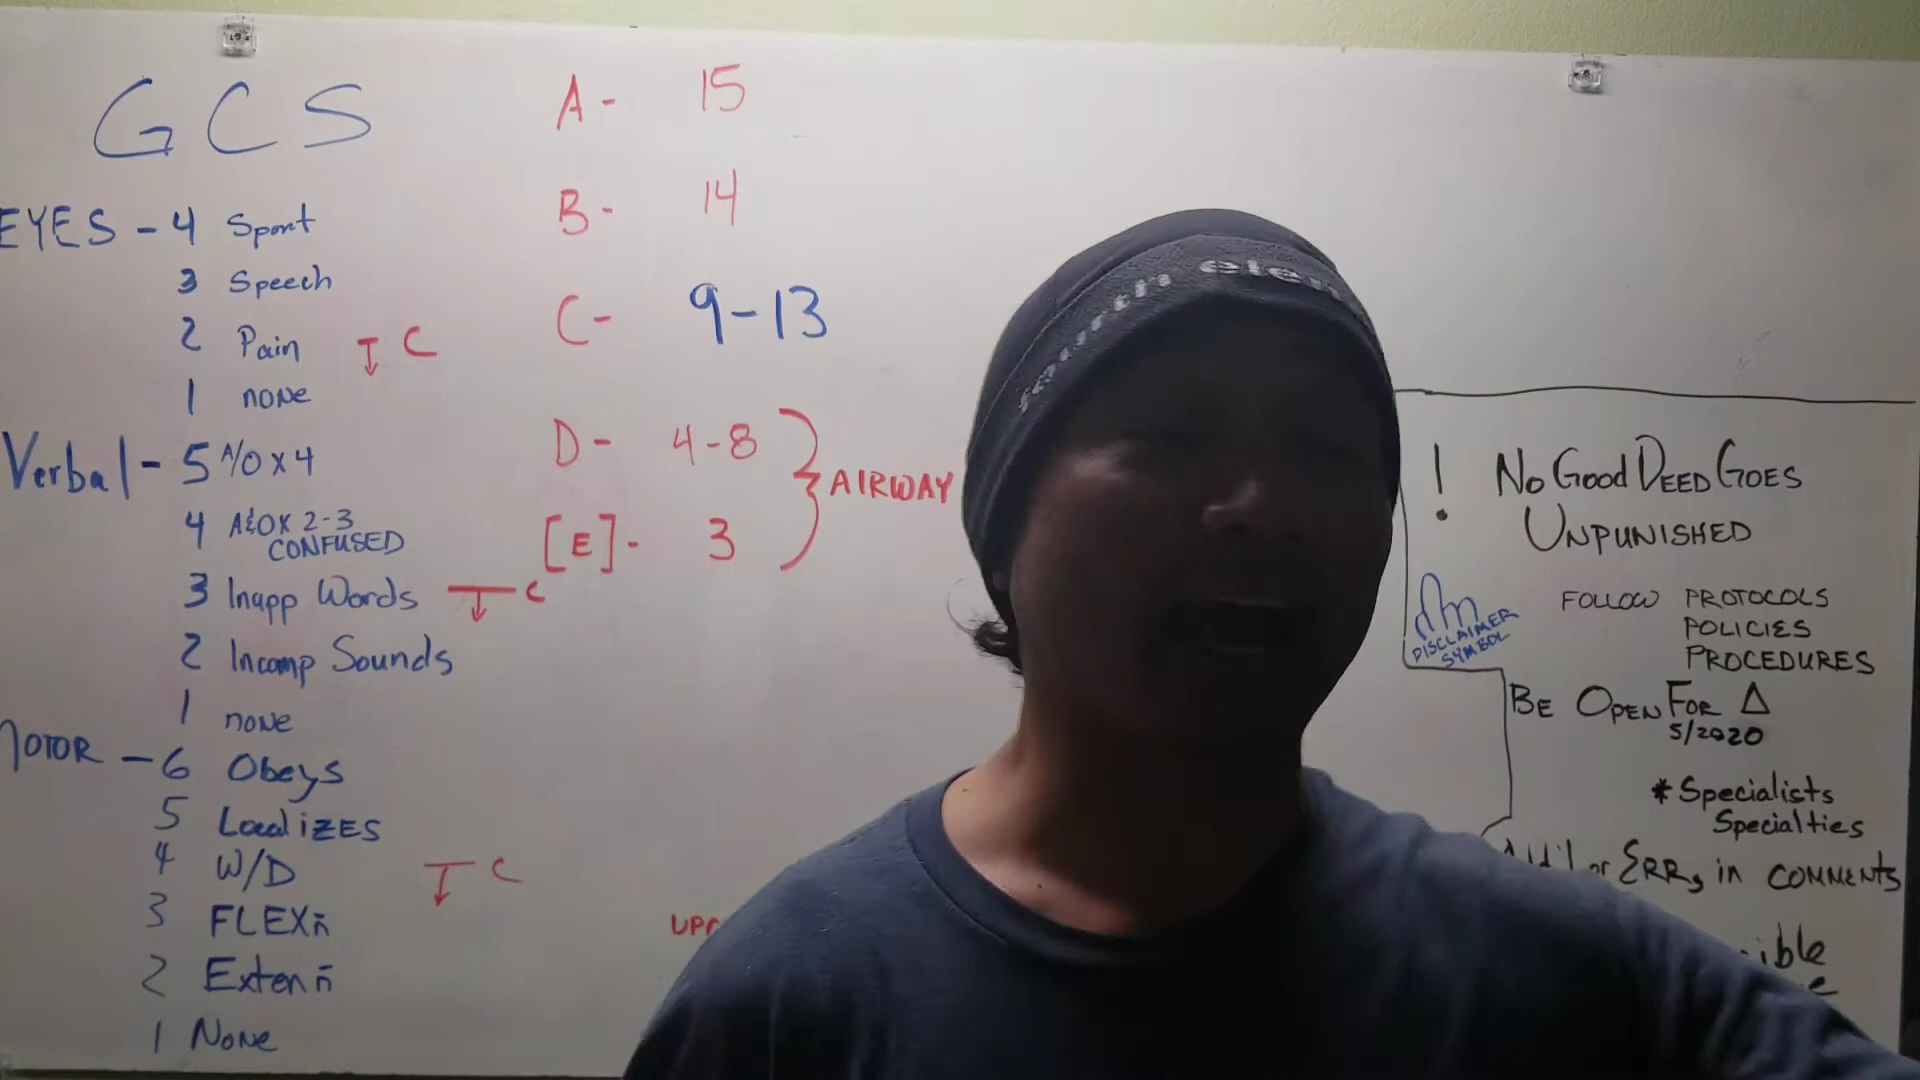 GCS
EYES - 4 Spont
3 Speech
2 Pain C
1 none
Verbal - 5 A/O x 4
4 A&OX 2-3
CONFUSED
3 Inapp Words C
2 Incomp Sounds
1 none
MOTOR - 6 Obeys
5 LocalIZES
4 W/D C
3 FLEXn̄
2 Extenn̄
1 None
A- 15
B- 14
C- 9-13
D- 4-8
AIRWAY
[E]- 3
! No Good Deed Goes
Unpunished
FOLLOW PROTOCOLS
POLICIES
PROCEDURES
DISCLAIMER
SYMBOL
BE OPEN FOR Δ
5/2020
* Specialists
Specialties
or ERRs in COMMENTS